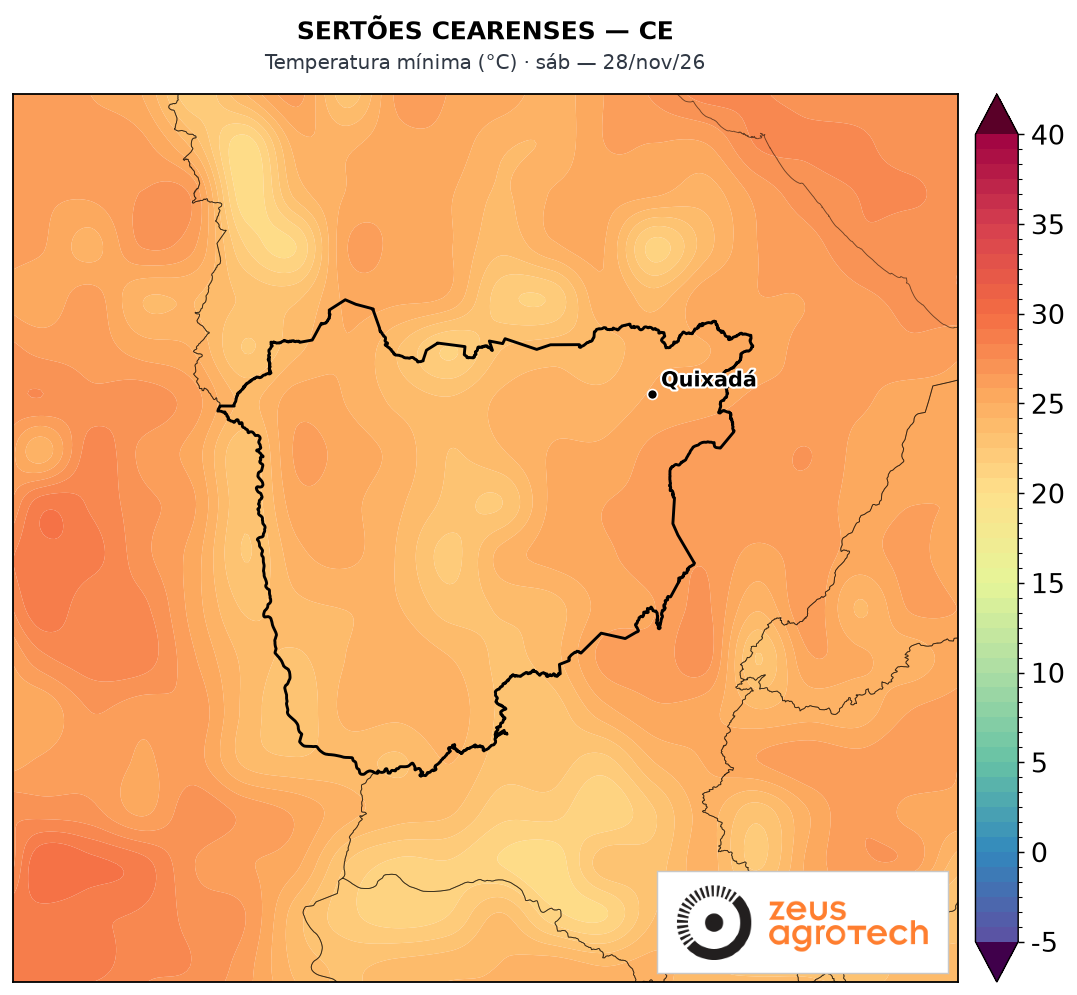 SERTÕES CEARENSES — CE
Temperatura mínima (°C) · sáb — 28/nov/26
Quixadá
40
35
30
25
20
15
10
5
0
-5
zeus
agrotech